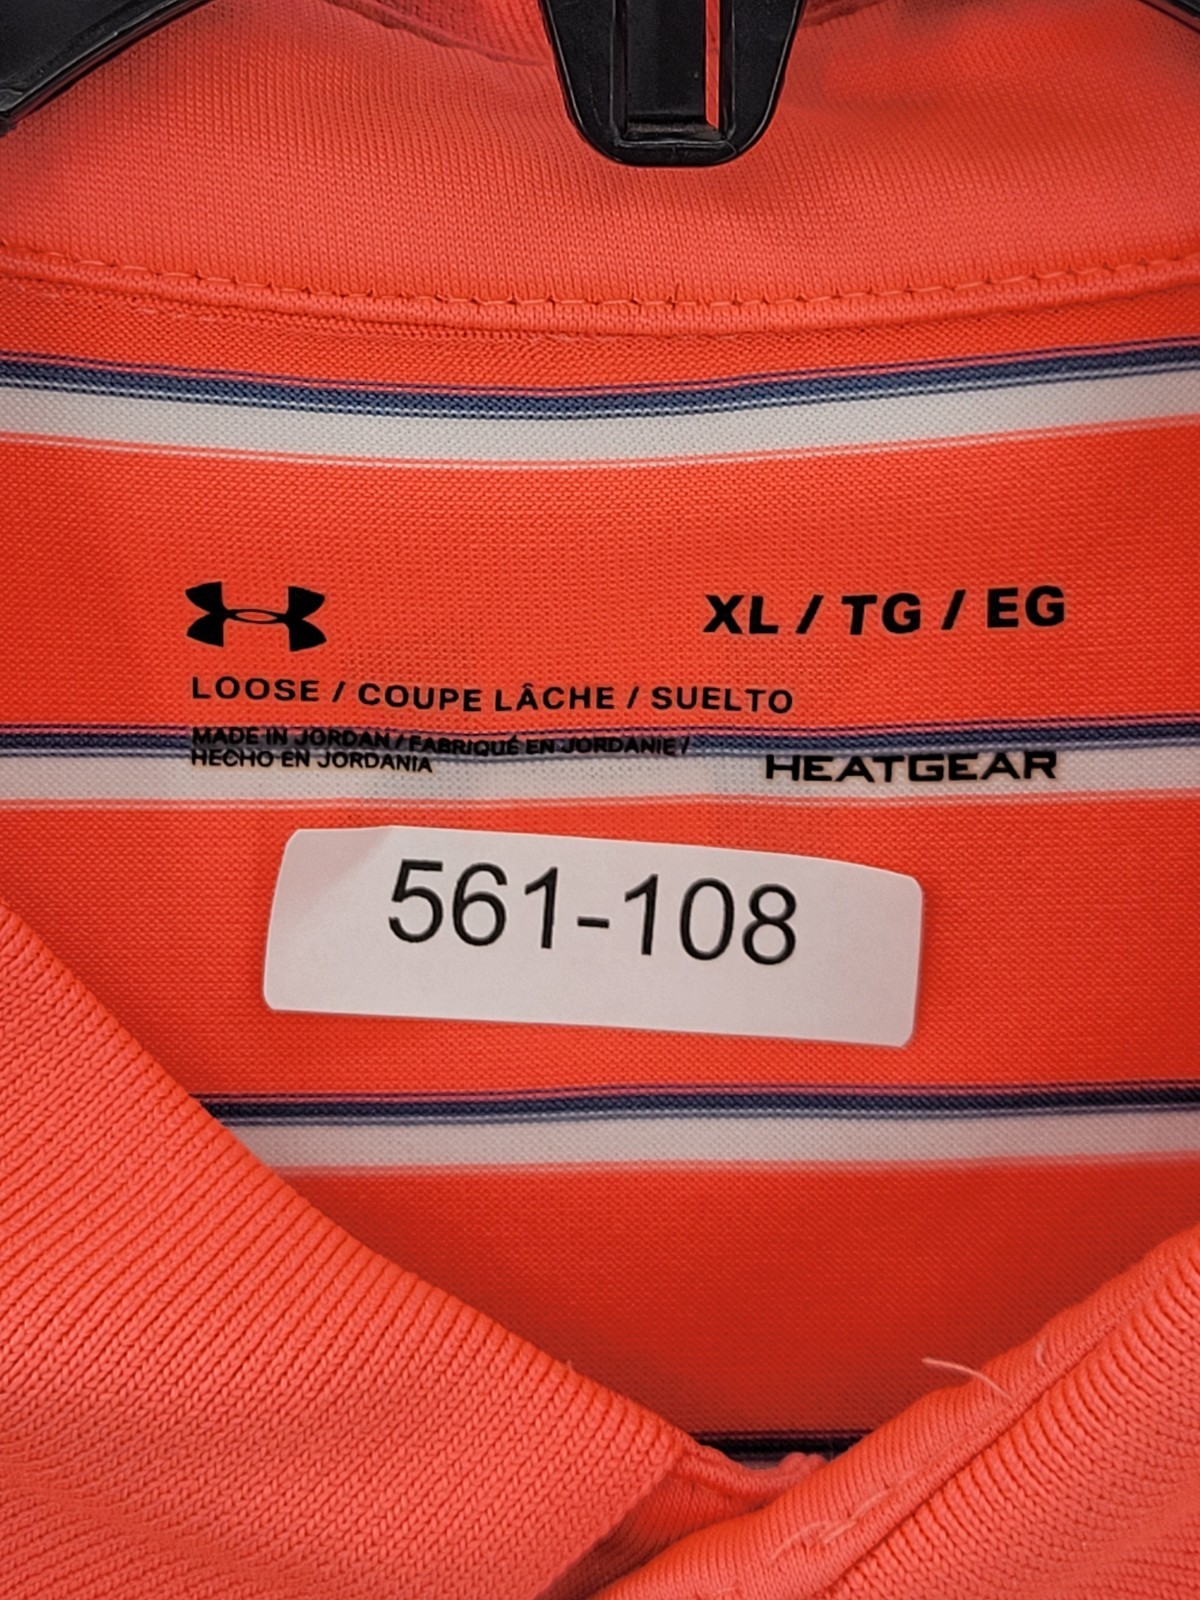 XL / TG / EG
LOOSE / COUPE LÂCHE / SUELTO
MADE IN JORDAN / FABRIQUÉ EN JORDANIE /
HECHO EN JORDANIA
HEATGEAR
561-108